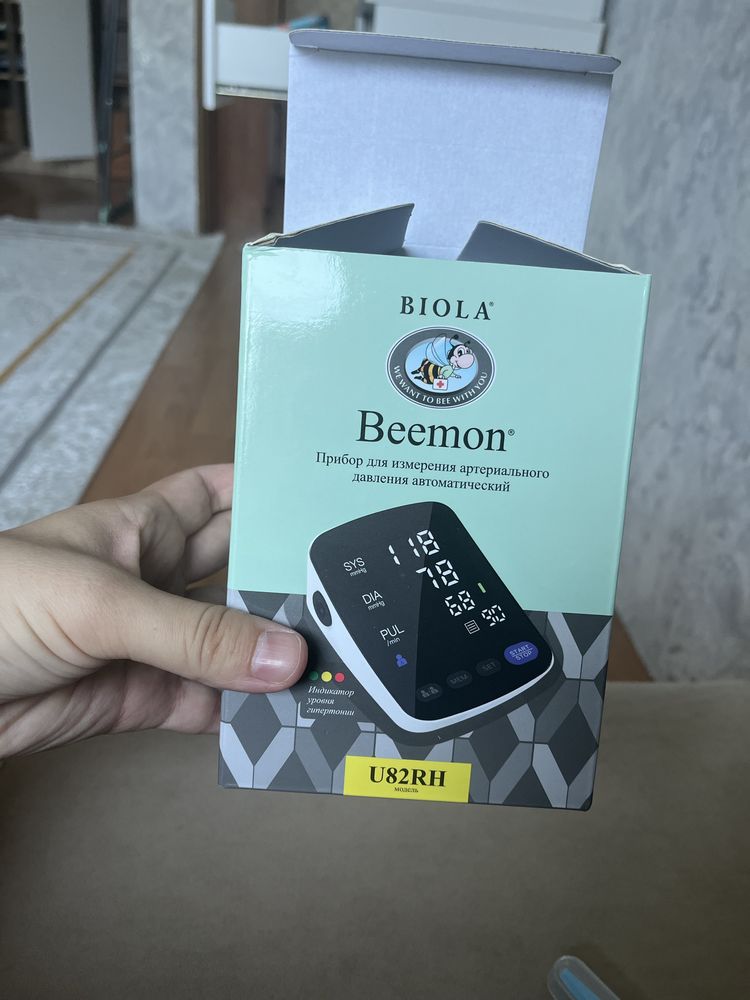 BIOLA®
WE WANT TO BEE WITH YOU
Beemon®
Прибор для измерения артериального
давления автоматический
SYS
mmHg
118
DIA
mmHg
78
PUL
/min
68
90
MEM
SET
START
STOP
Индикатор
уровня
гипертонии
U82RH
модель